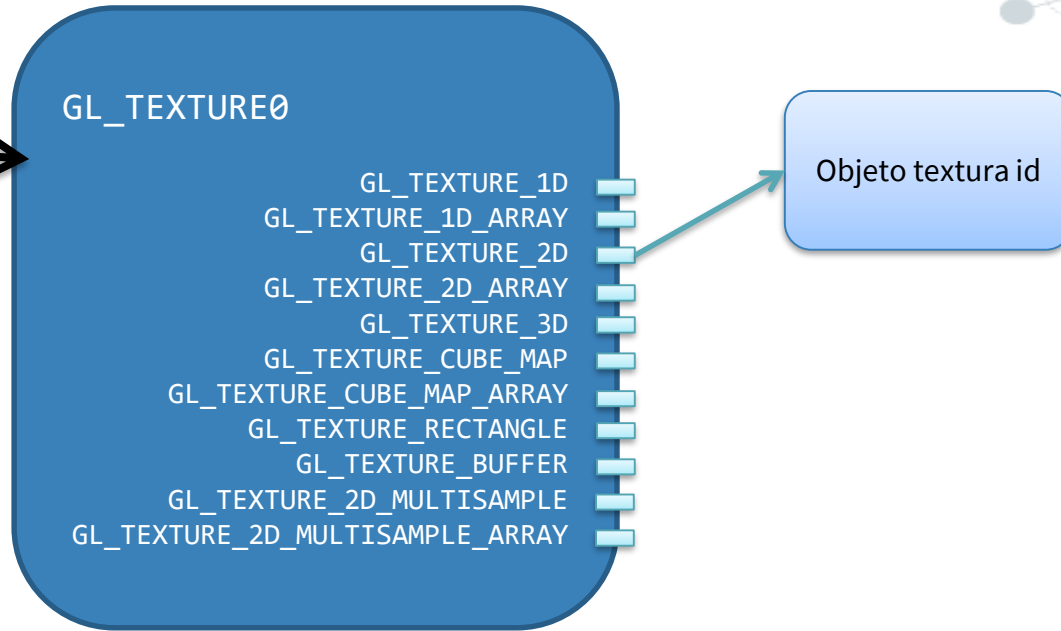 GL_TEXTURE0
GL_TEXTURE_1D
GL_TEXTURE_1D_ARRAY
GL_TEXTURE_2D
GL_TEXTURE_2D_ARRAY
GL_TEXTURE_3D
GL_TEXTURE_CUBE_MAP
GL_TEXTURE_CUBE_MAP_ARRAY
GL_TEXTURE_RECTANGLE
GL_TEXTURE_BUFFER
GL_TEXTURE_2D_MULTISAMPLE
GL_TEXTURE_2D_MULTISAMPLE_ARRAY
Objeto textura id